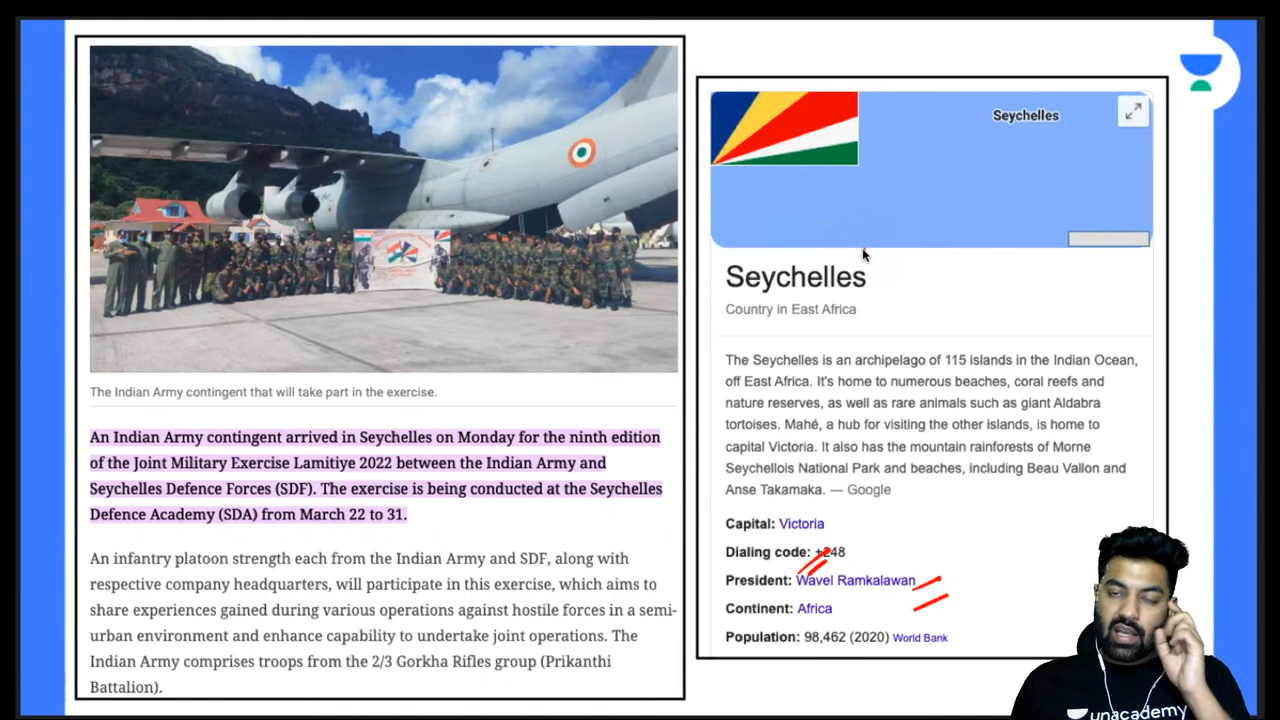 The Indian Army contingent that will take part in the exercise.
An Indian Army contingent arrived in Seychelles on Monday for the ninth edition
of the Joint Military Exercise Lamitiye 2022 between the Indian Army and
Seychelles Defence Forces (SDF). The exercise is being conducted at the Seychelles
Defence Academy (SDA) from March 22 to 31.
An infantry platoon strength each from the Indian Army and SDF, along with
respective company headquarters, will participate in this exercise, which aims to
share experiences gained during various operations against hostile forces in a semi-
urban environment and enhance capability to undertake joint operations. The
Indian Army comprises troops from the 2/3 Gorkha Rifles group (Prikanthi
Battalion).
Seychelles
Seychelles
Country in East Africa
The Seychelles is an archipelago of 115 islands in the Indian Ocean,
off East Africa. It's home to numerous beaches, coral reefs and
nature reserves, as well as rare animals such as giant Aldabra
tortoises. Mahé, a hub for visiting the other islands, is home to
capital Victoria. It also has the mountain rainforests of Morne
Seychellois National Park and beaches, including Beau Vallon and
Anse Takamaka. — Google
Capital: Victoria
Dialing code: +248
President: Wavel Ramkalawan
Continent: Africa
Population: 98,462 (2020) World Bank
unacademy